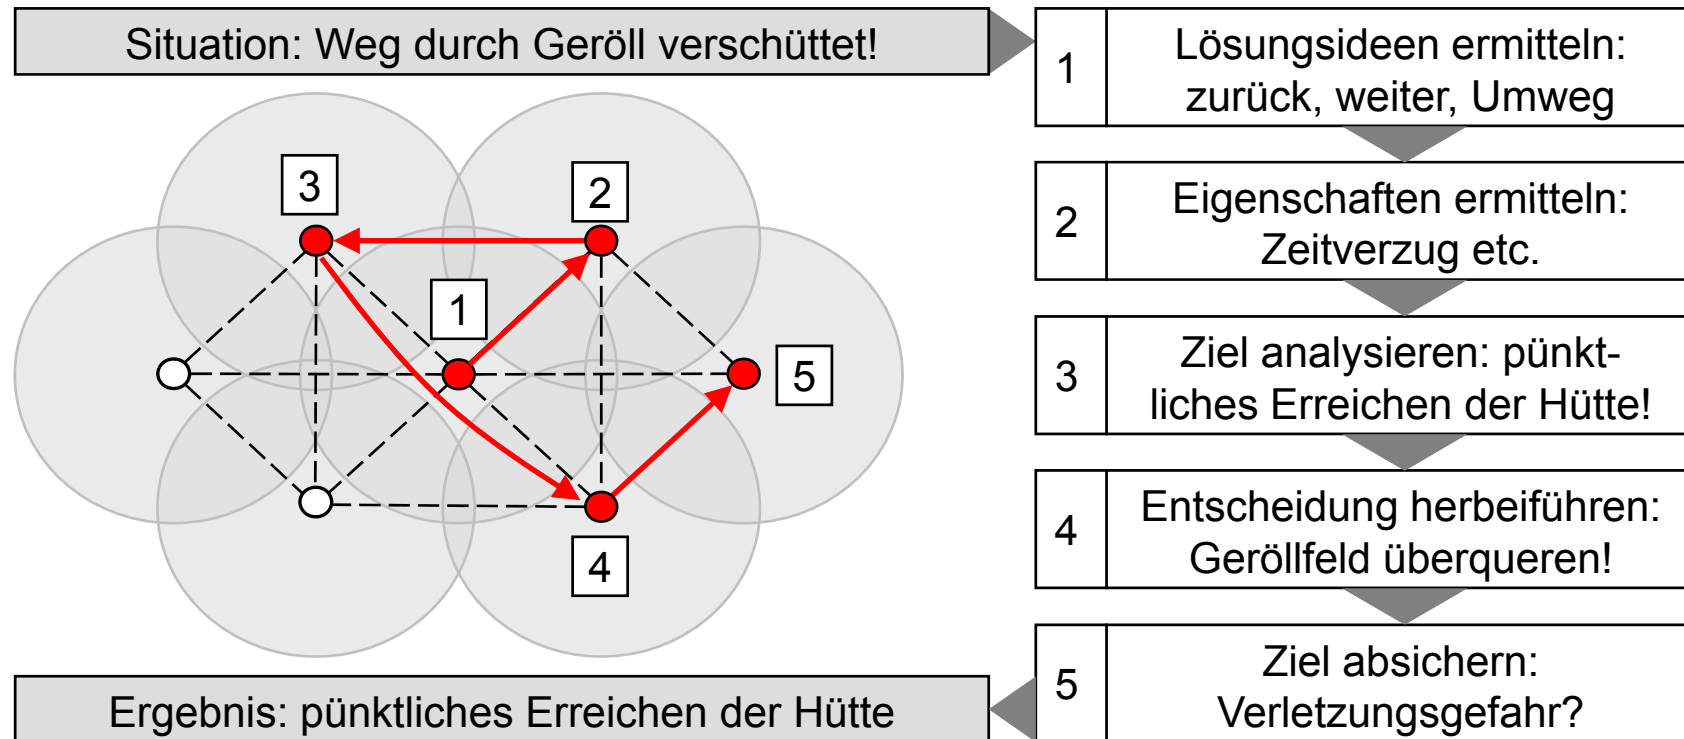 Situation: Weg durch Geröll verschüttet!
3
2
1
5
4
Ergebnis: pünktliches Erreichen der Hütte
1
Lösungsideen ermitteln:
zurück, weiter, Umweg
2
Eigenschaften ermitteln:
Zeitverzug etc.
3
Ziel analysieren: pünkt-
liches Erreichen der Hütte!
4
Entscheidung herbeiführen:
Geröllfeld überqueren!
5
Ziel absichern:
Verletzungsgefahr?